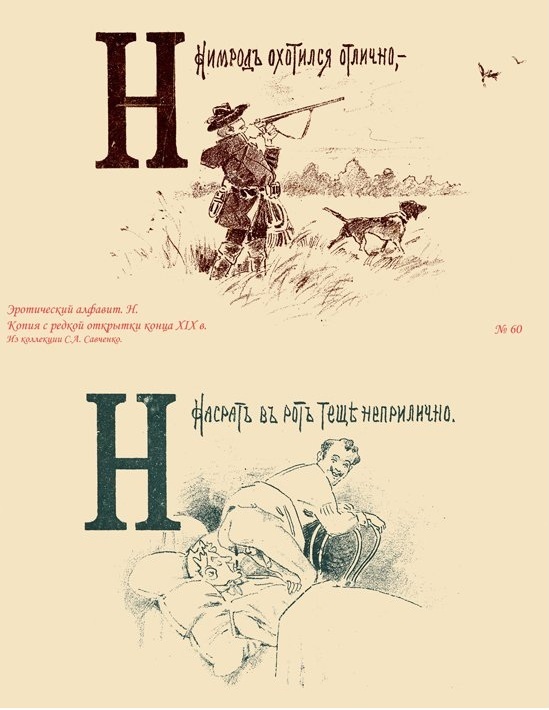 Н
Нимродъ охотился отлично,-
Эротический алфавит. Н.
Копия с редкой открытки конца XIX в.
Из коллекции С.А. Савченко.
№ 60
Н
Насрать въ ротъ тещѣ неприлично.